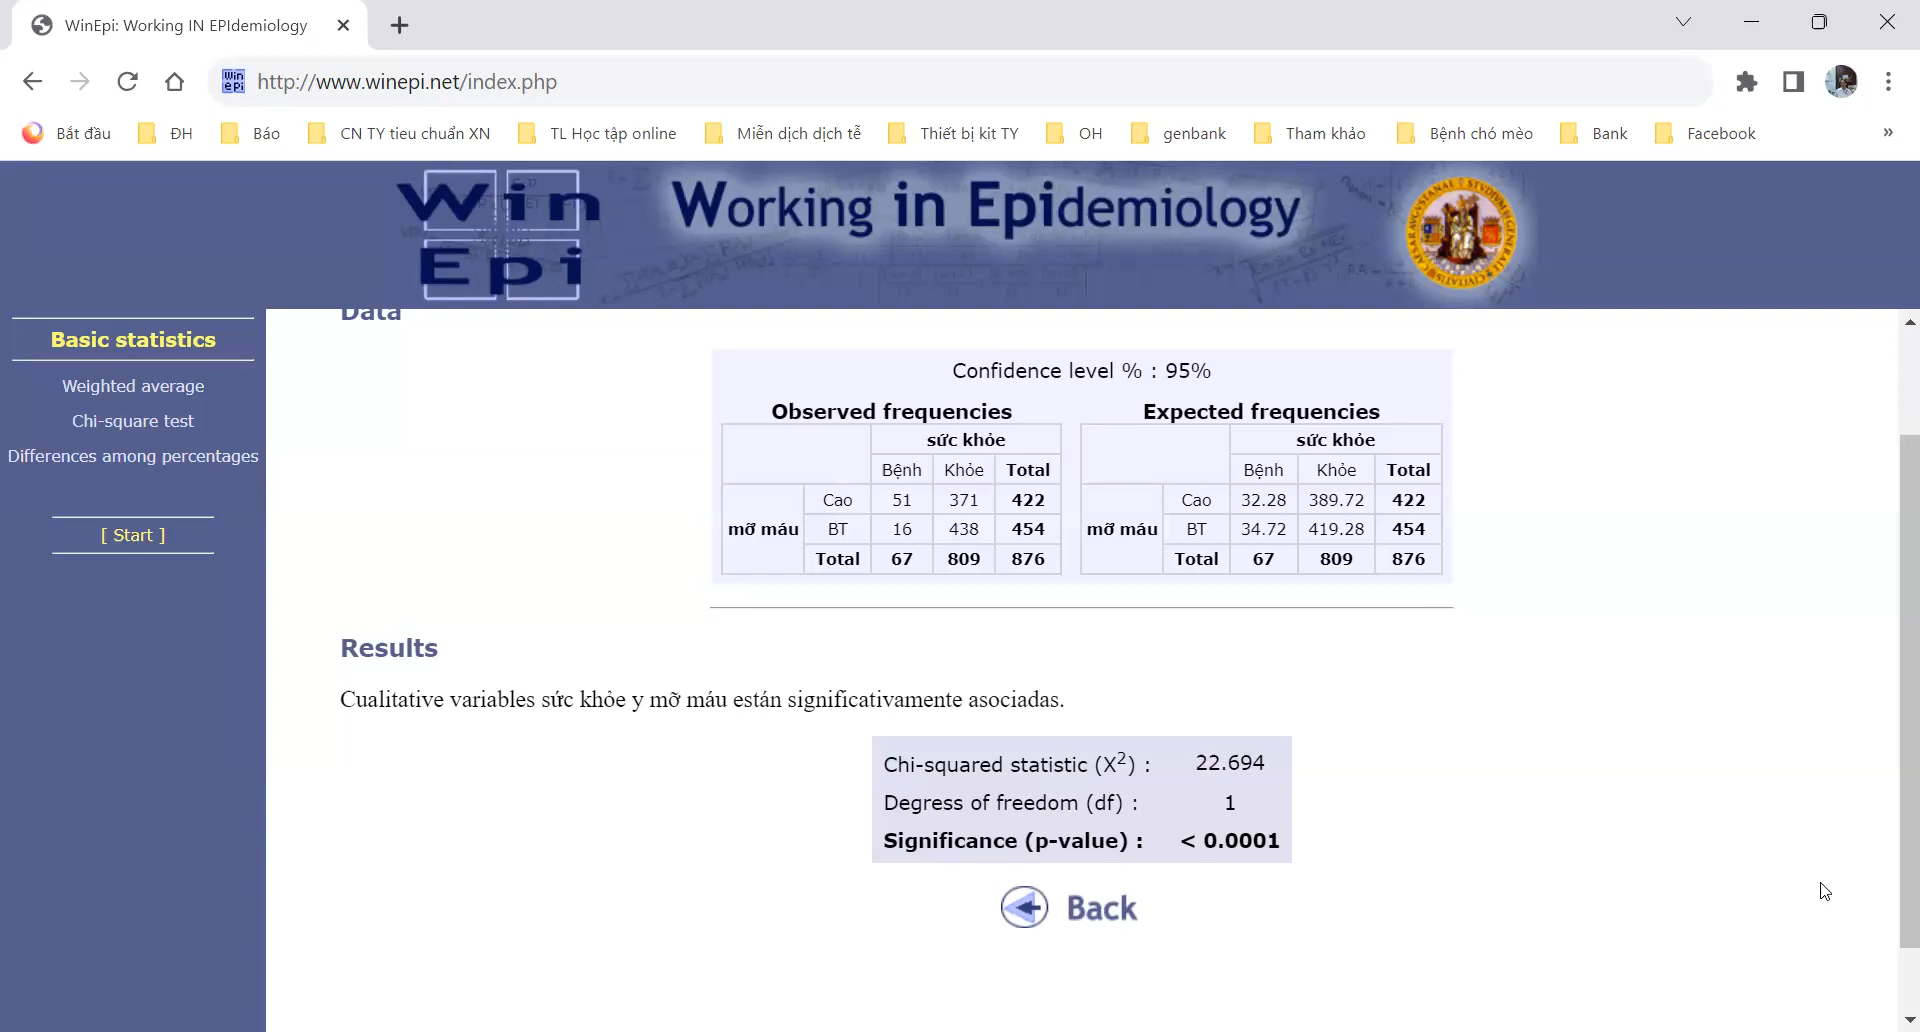 WinEpi: Working IN EPIdemiology
http://www.winepi.net/index.php
Bắt đầu ĐH Báo CN TY tieu chuẩn XN TL Học tập online Miễn dịch dịch tễ Thiết bị kit TY OH genbank Tham khảo Bệnh chó mèo Bank Facebook »
Win Epi
Working in Epidemiology
Basic statistics
Weighted average
Chi-square test
Differences among percentages
[ Start ]
Data
Confidence level % : 95%
Observed frequencies
sức khỏe
Bệnh Khỏe Total
Cao 51 371 422
mỡ máu BT 16 438 454
Total 67 809 876
Expected frequencies
sức khỏe
Bệnh Khỏe Total
Cao 32.28 389.72 422
mỡ máu BT 34.72 419.28 454
Total 67 809 876
Results
Cualitative variables sức khỏe y mỡ máu están significativamente asociadas.
Chi-squared statistic (X2) : 22.694
Degress of freedom (df) : 1
Significance (p-value) : < 0.0001
Back